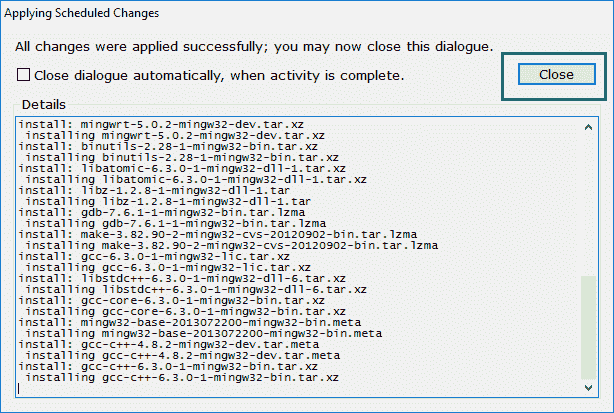 Applying Scheduled Changes
All changes were applied successfully; you may now close this dialogue.
Close dialogue automatically, when activity is complete.
Close
Details
install: mingwrt-5.0.2-mingw32-dev.tar.xz
installing mingwrt-5.0.2-mingw32-dev.tar.xz
install: binutils-2.28-1-mingw32-bin.tar.xz
installing binutils-2.28-1-mingw32-bin.tar.xz
install: libatomic-6.3.0-1-mingw32-dll-1.tar.xz
installing libatomic-6.3.0-1-mingw32-dll-1.tar.xz
install: libz-1.2.8-1-mingw32-dll-1.tar
installing libz-1.2.8-1-mingw32-dll-1.tar
install: gdb-7.6.1-1-mingw32-bin.tar.lzma
installing gdb-7.6.1-1-mingw32-bin.tar.lzma
install: make-3.82.90-2-mingw32-cvs-20120902-bin.tar.lzma
installing make-3.82.90-2-mingw32-cvs-20120902-bin.tar.lzma
install: gcc-6.3.0-1-mingw32-lic.tar.xz
installing gcc-6.3.0-1-mingw32-lic.tar.xz
install: libstdc++-6.3.0-1-mingw32-dll-6.tar.xz
installing libstdc++-6.3.0-1-mingw32-dll-6.tar.xz
install: gcc-core-6.3.0-1-mingw32-bin.tar.xz
installing gcc-core-6.3.0-1-mingw32-bin.tar.xz
install: mingw32-base-2013072200-mingw32-bin.meta
installing mingw32-base-2013072200-mingw32-bin.meta
install: gcc-c++-4.8.2-mingw32-dev.tar.meta
installing gcc-c++-4.8.2-mingw32-dev.tar.meta
install: gcc-c++-6.3.0-1-mingw32-bin.tar.xz
installing gcc-c++-6.3.0-1-mingw32-bin.tar.xz